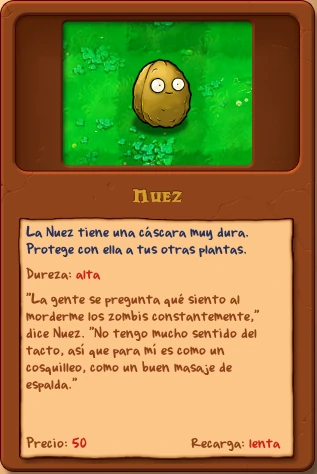 Nuez
La Nuez tiene una cáscara muy dura.
Protege con ella a tus otras plantas.
Dureza: alta
"La gente se pregunta qué siento al
morderme los zombis constantemente,"
dice Nuez. "No tengo mucho sentido del
tacto, así que para mí es como un
cosquilleo, como un buen masaje de
espalda."
Precio: 50 Recarga: lenta